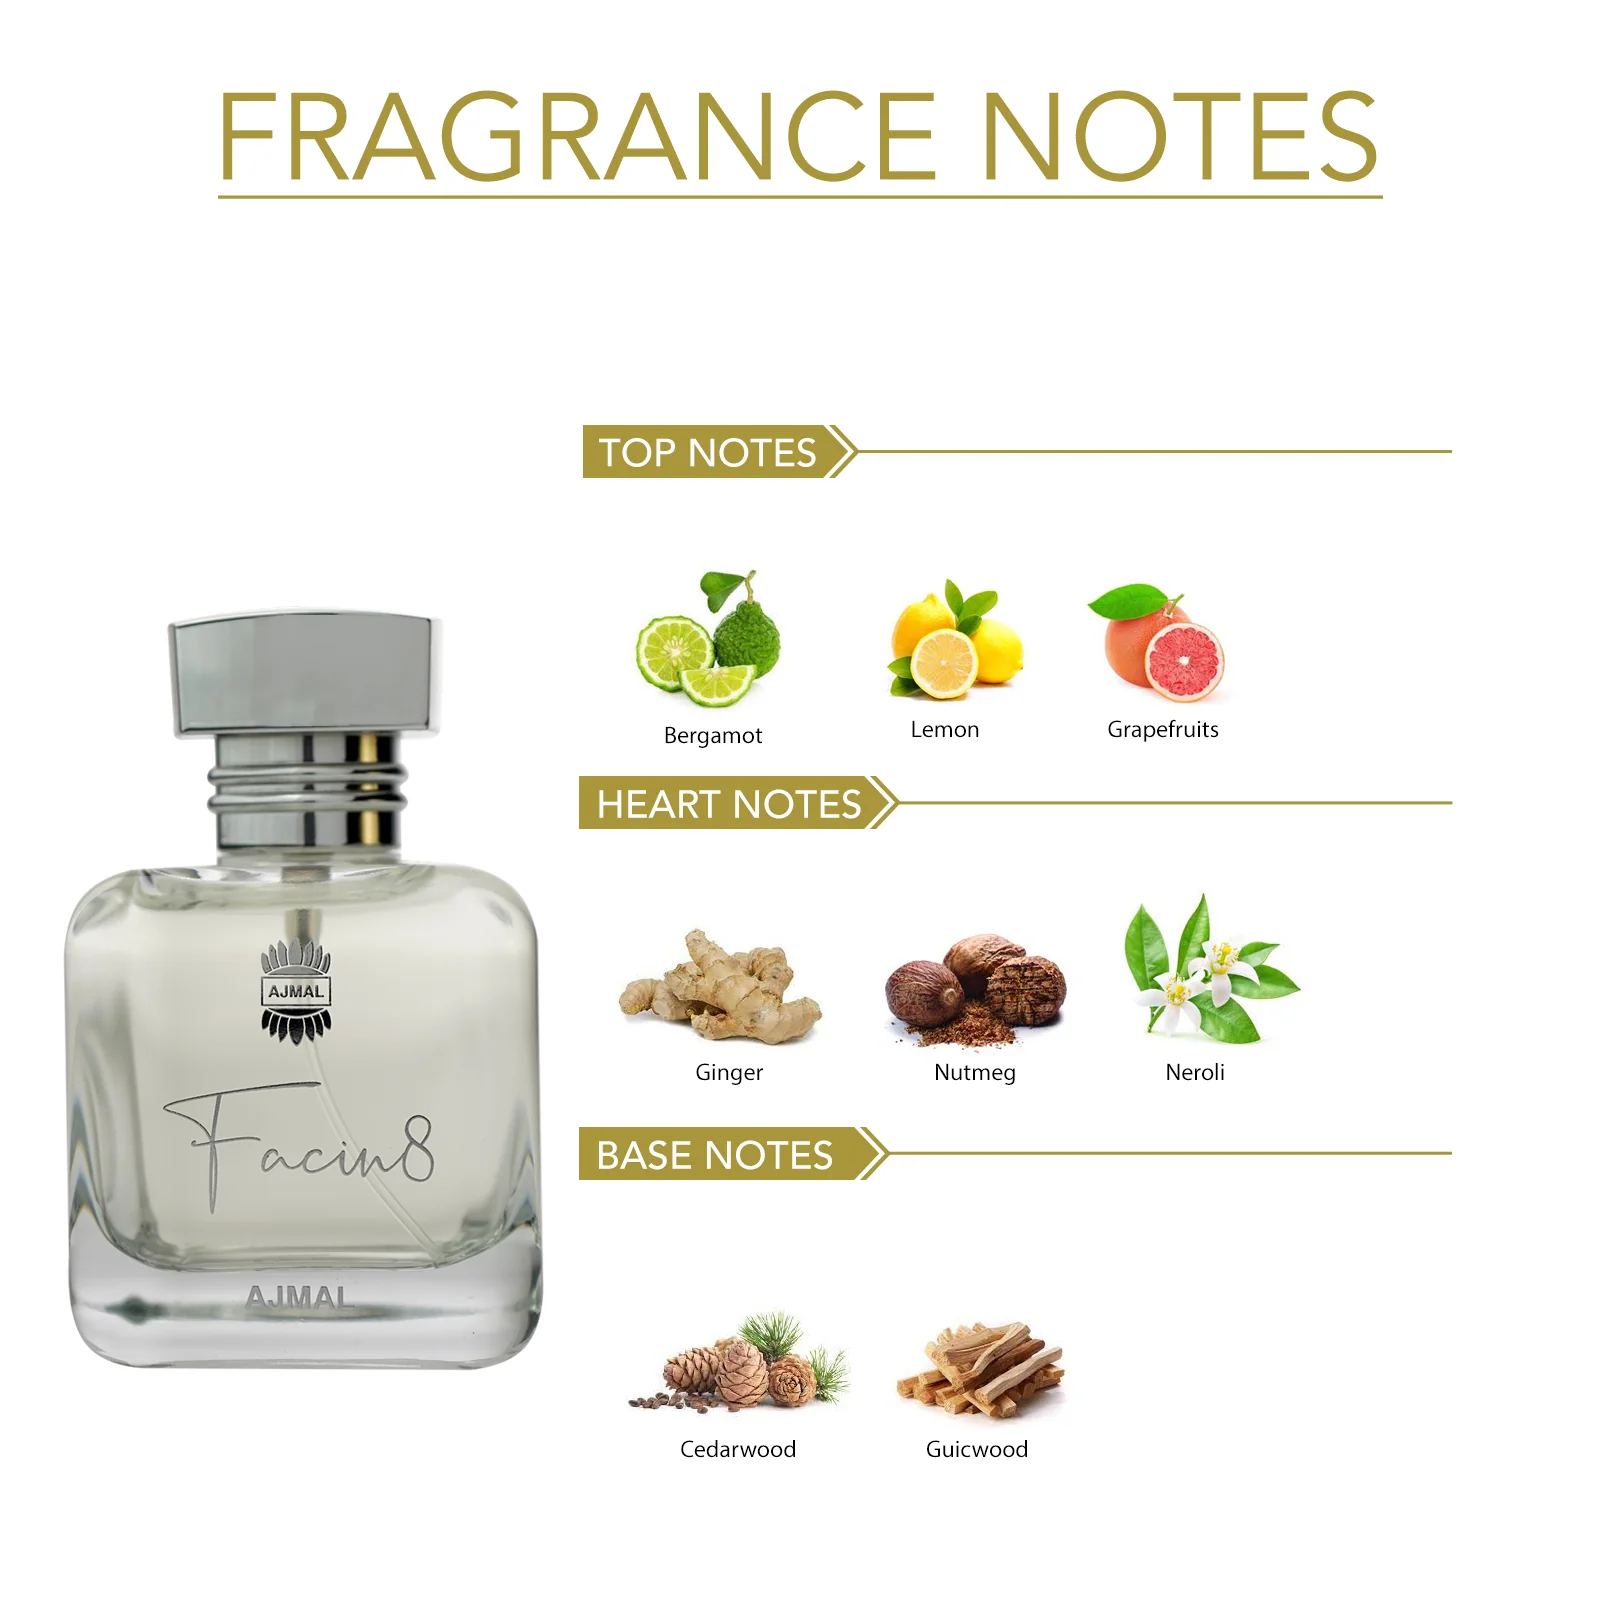 FRAGRANCE NOTES
TOP NOTES
Bergamot
Lemon
Grapefruits
HEART NOTES
Ginger
Nutmeg
Neroli
BASE NOTES
Cedarwood
Guicwood
AJMAL
Facin8
AJMAL